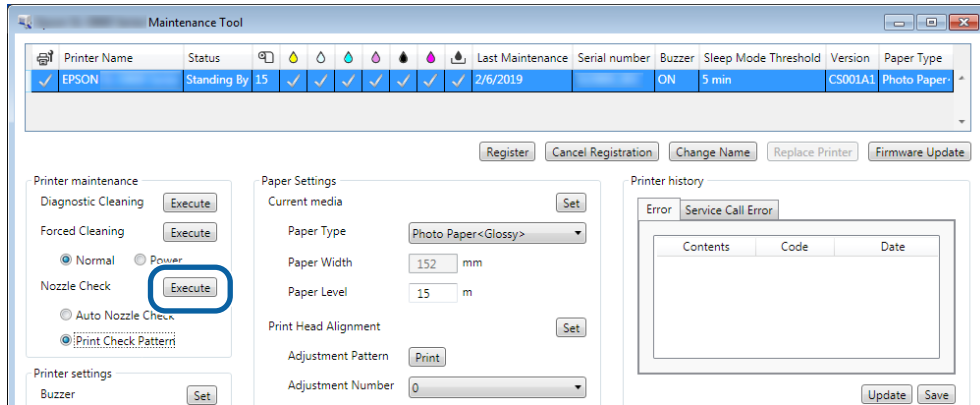 Maintenance Tool
Printer Name Status Last Maintenance Serial number Buzzer Sleep Mode Threshold Version Paper Type
EPSON Standing By 15 2/6/2019 ON 5 min CS001A1 Photo Paper<
Register Cancel Registration Change Name Replace Printer Firmware Update
Printer maintenance
Diagnostic Cleaning Execute
Forced Cleaning Execute
Normal Power
Nozzle Check Execute
Auto Nozzle Check
Print Check Pattern
Printer settings
Buzzer Set
Paper Settings
Current media Set
Paper Type Photo Paper<Glossy>
Paper Width 152 mm
Paper Level 15 m
Print Head Alignment Set
Adjustment Pattern Print
Adjustment Number 0
Printer history
Error Service Call Error
Contents Code Date
Update Save